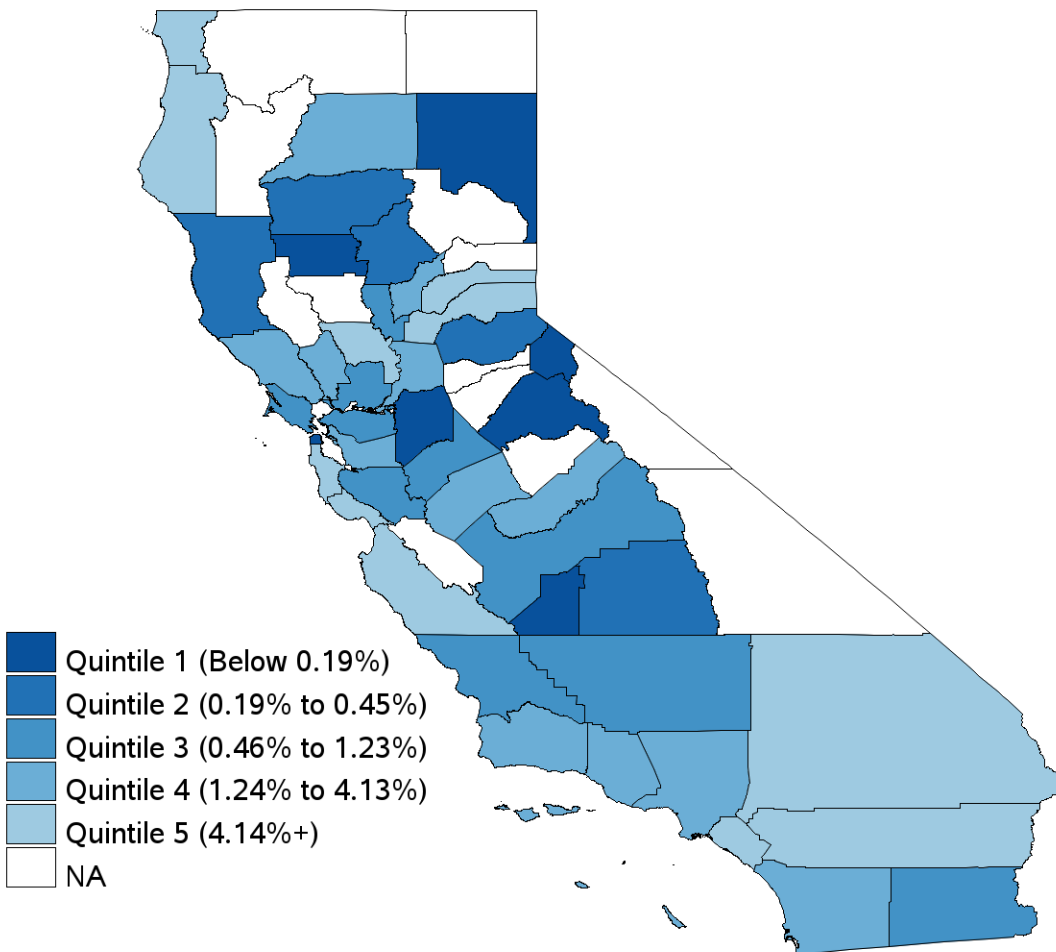 Quintile 1 (Below 0.19%)
Quintile 2 (0.19% to 0.45%)
Quintile 3 (0.46% to 1.23%)
Quintile 4 (1.24% to 4.13%)
Quintile 5 (4.14%+)
NA